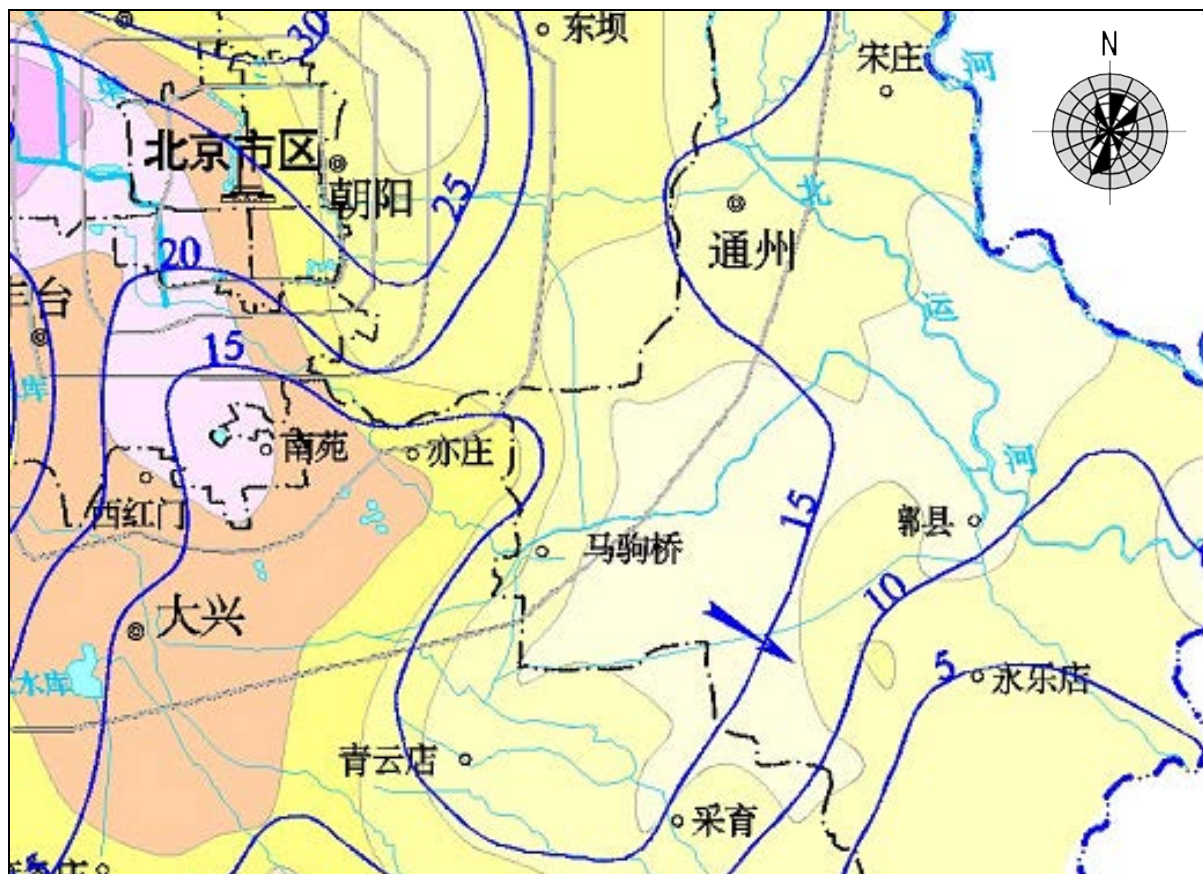 N
30
东坝
宋庄
河
北京市区
朝阳
25
北
通州
20
运
丰台
15
库
南苑
亦庄
河
西红门
15
马驹桥
郭县
10
大兴
5
永乐店
水库
青云店
采育